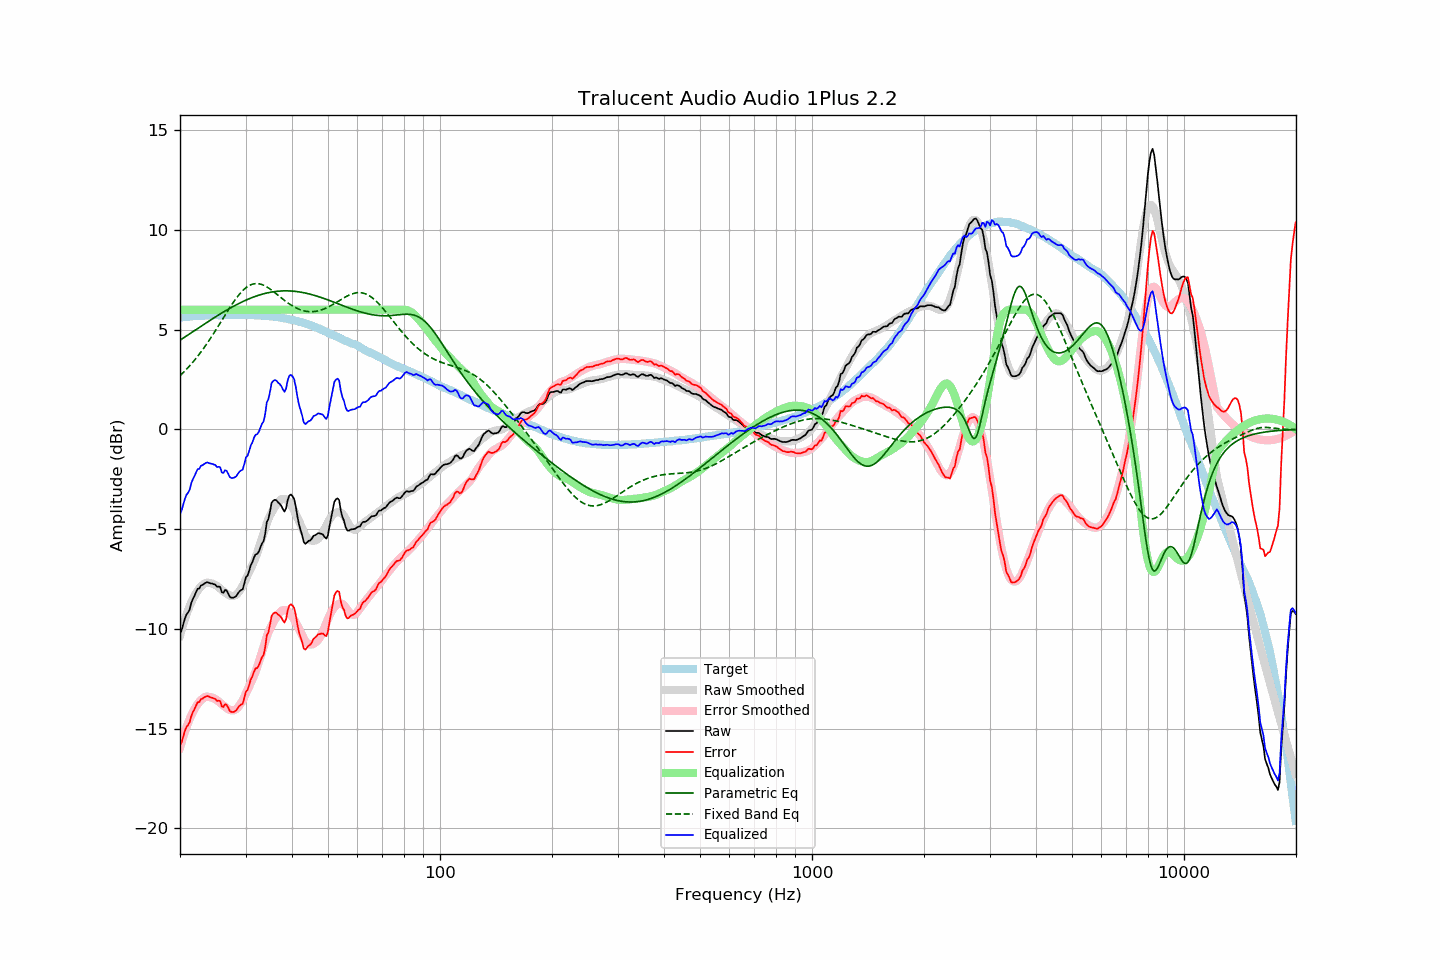 Tralucent Audio Audio 1Plus 2.2
15
10
5
0
−5
−10
−15
−20
Amplitude (dBr)
Target
Raw Smoothed
Error Smoothed
Raw
Error
Equalization
Parametric Eq
Fixed Band Eq
Equalized
100
1000
10000
Frequency (Hz)